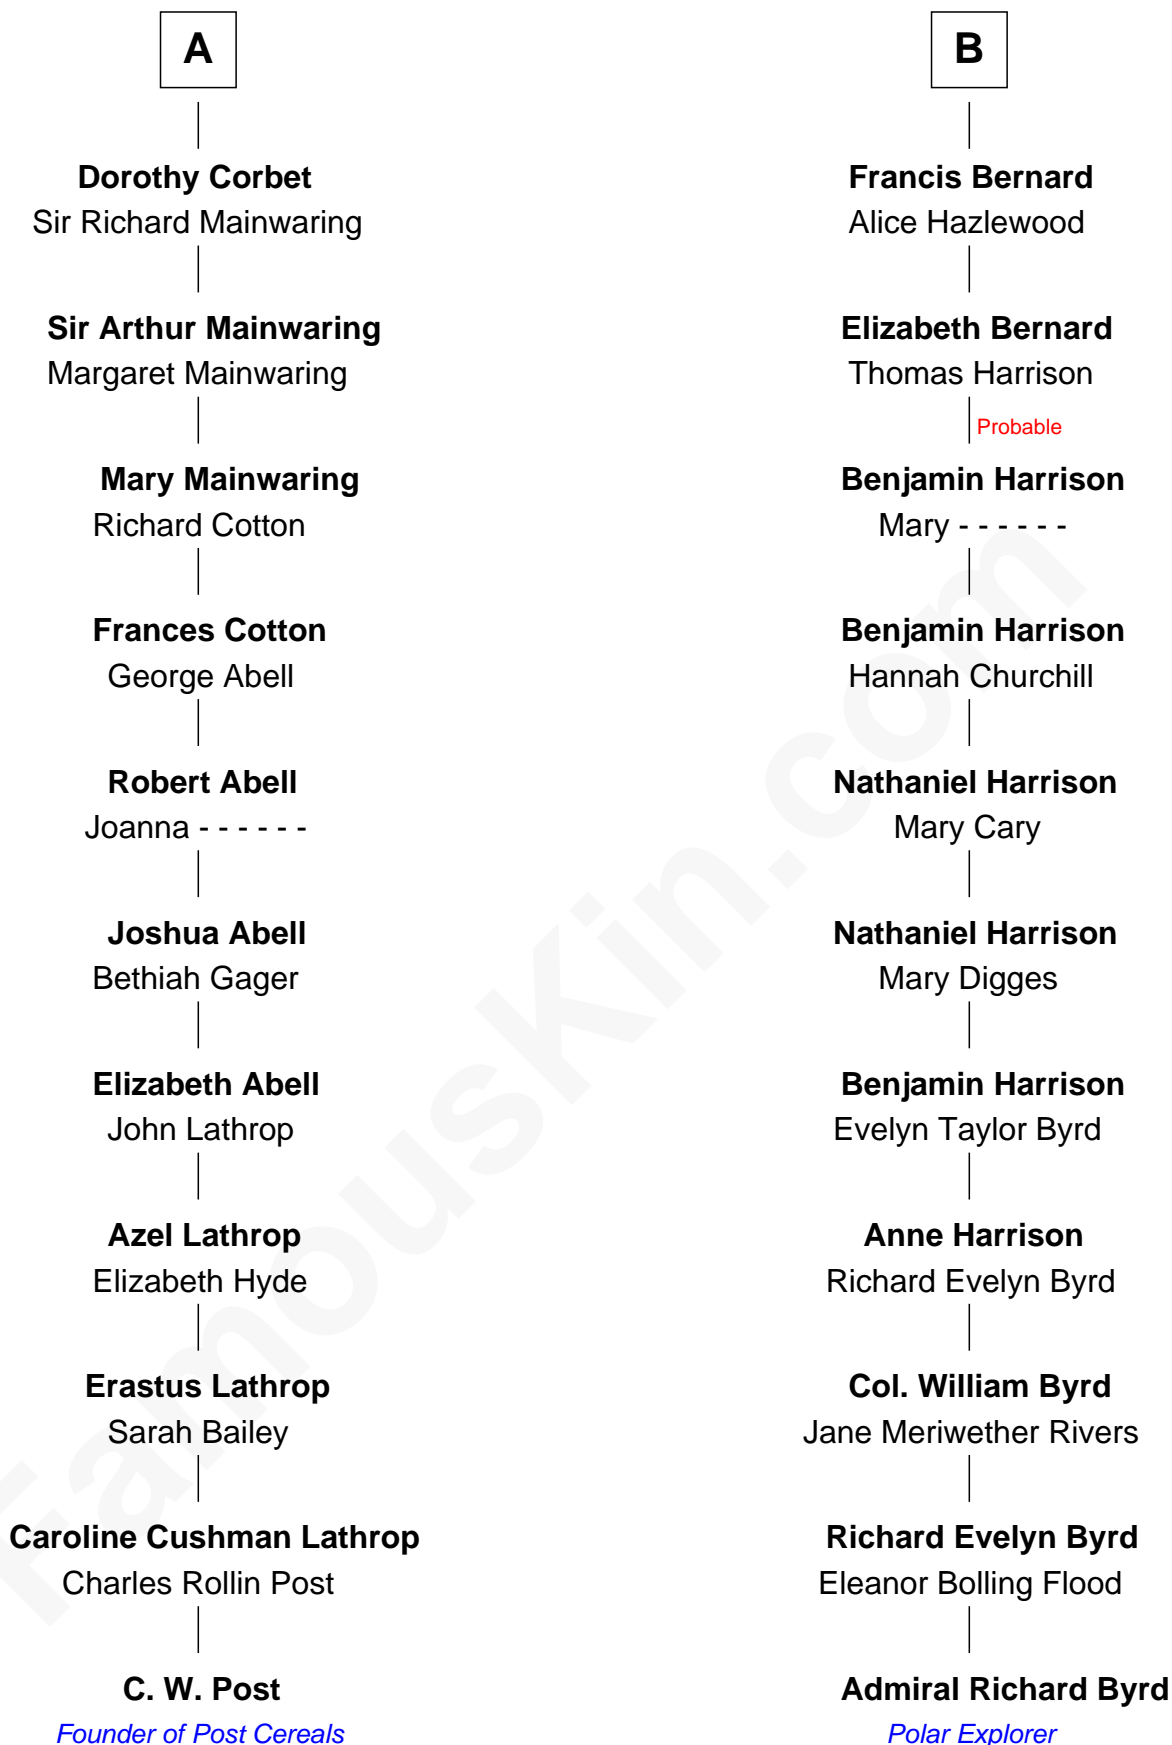 A
Dorothy Corbet
Sir Richard Mainwaring
Sir Arthur Mainwaring
Margaret Mainwaring
Mary Mainwaring
Richard Cotton
Frances Cotton
George Abell
Robert Abell
Joanna - - - - - -
Joshua Abell
Bethiah Gager
Elizabeth Abell
John Lathrop
Azel Lathrop
Elizabeth Hyde
Erastus Lathrop
Sarah Bailey
Caroline Cushman Lathrop
Charles Rollin Post
C. W. Post
Founder of Post Cereals
B
Francis Bernard
Alice Hazlewood
Elizabeth Bernard
Thomas Harrison
Probable
Benjamin Harrison
Mary - - - - - -
Benjamin Harrison
Hannah Churchill
Nathaniel Harrison
Mary Cary
Nathaniel Harrison
Mary Digges
Benjamin Harrison
Evelyn Taylor Byrd
Anne Harrison
Richard Evelyn Byrd
Col. William Byrd
Jane Meriwether Rivers
Richard Evelyn Byrd
Eleanor Bolling Flood
Admiral Richard Byrd
Polar Explorer
FamousKin.com